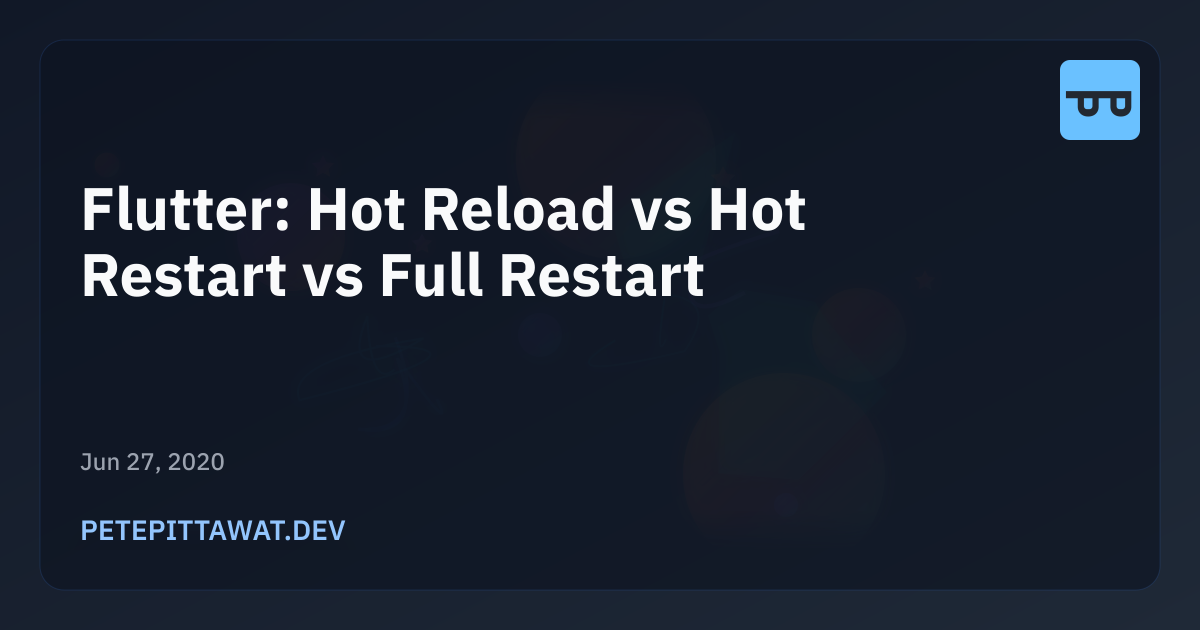 Flutter: Hot Reload vs Hot
Restart vs Full Restart
Jun 27, 2020
PETEPITTAWAT.DEV